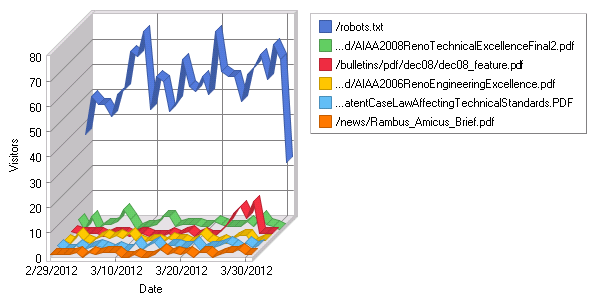 /robots.txt
...d/AIAA2008RenoTechnicalExcellenceFinal2.pdf
/bulletins/pdf/dec08/dec08_feature.pdf
...d/AIAA2006RenoEngineeringExcellence.pdf
...atentCaseLawAffectingTechnicalStandards.PDF
/news/Rambus_Amicus_Brief.pdf
80
70
60
50
40
30
20
10
0
Visitors
2/29/2012 3/10/2012 3/20/2012 3/30/2012
Date